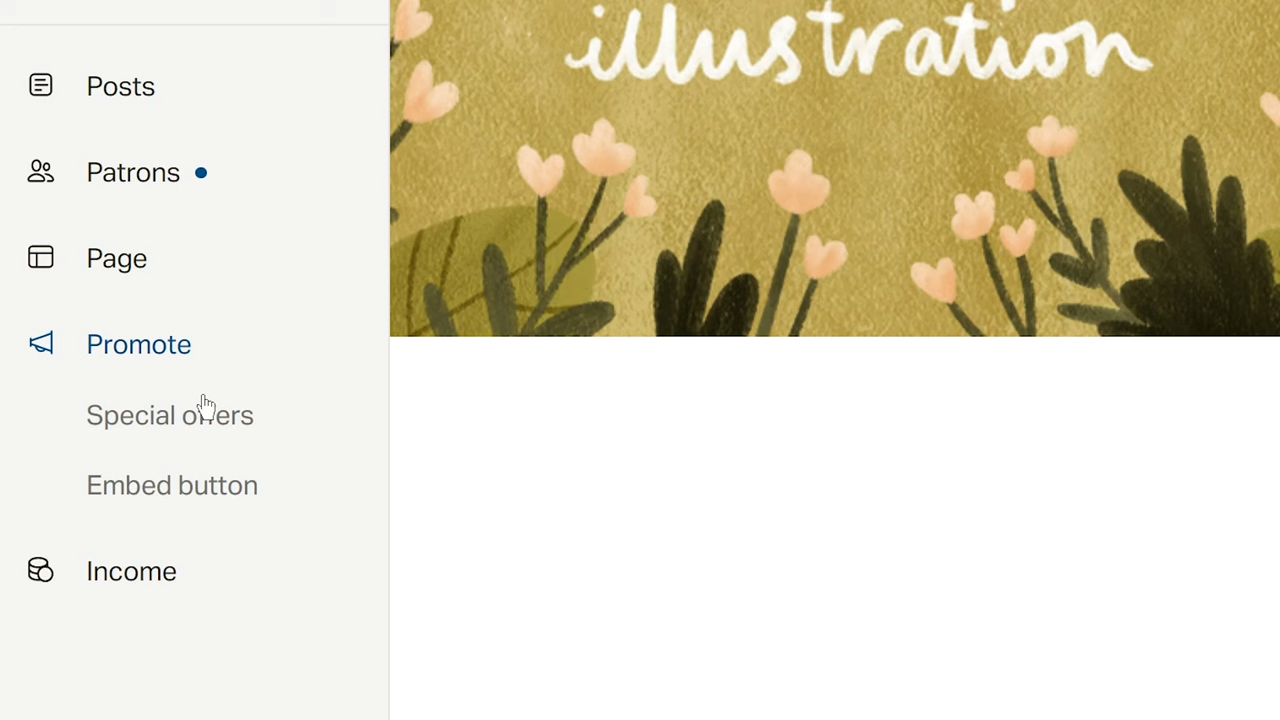 illustration
Posts
Patrons
Page
Promote
Special offers
Embed button
Income